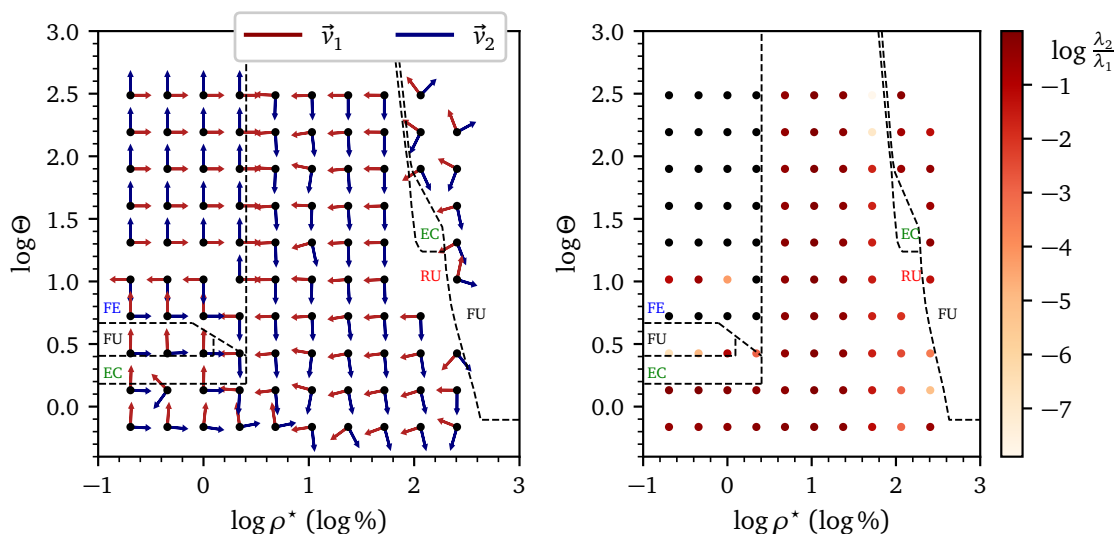 v⃗₁ v⃗₂
3.0
2.5
2.0
1.5
1.0
0.5
0.0
log Θ
EC
RU
FE
FU
FU
EC
−1 0 1 2 3
log ρ* (log %)
3.0
2.5
2.0
1.5
1.0
0.5
0.0
log Θ
EC
RU
FE
FU
FU
EC
−1 0 1 2 3
log ρ* (log %)
log λ₂/λ₁
−1
−2
−3
−4
−5
−6
−7